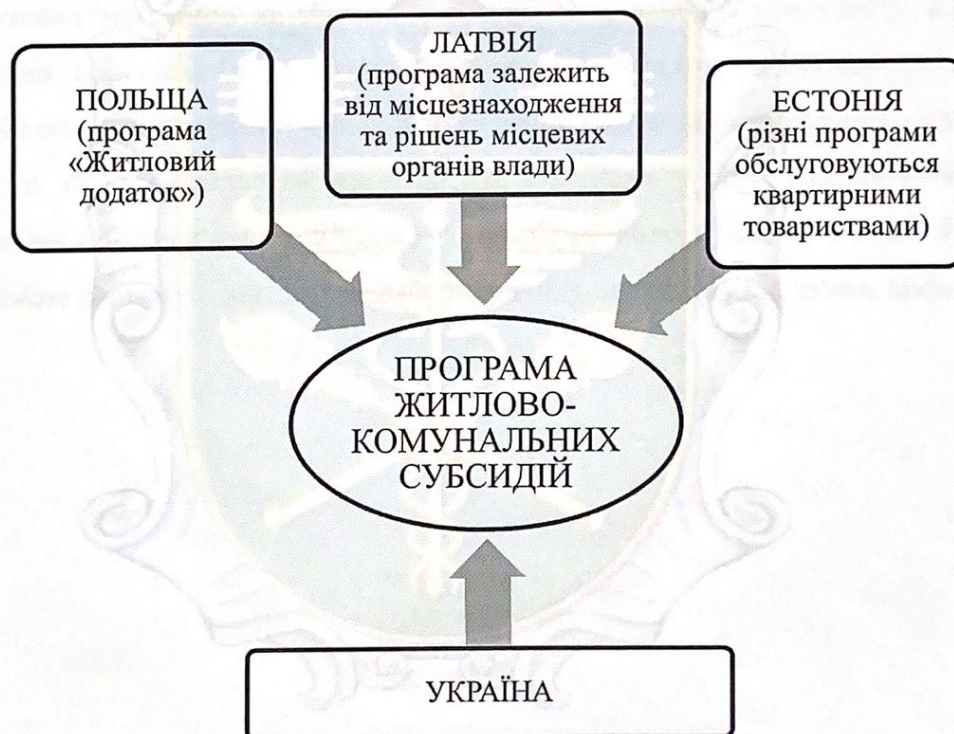 ПОЛЬЩА
(програма
«Житловий
додаток»)
ЛАТВІЯ
(програма залежить
від місцезнаходження
та рішень місцевих
органів влади)
ЕСТОНІЯ
(різні програми
обслуговуються
квартирними
товариствами)
ПРОГРАМА
ЖИТЛОВО-
КОМУНАЛЬНИХ
СУБСИДІЙ
УКРАЇНА